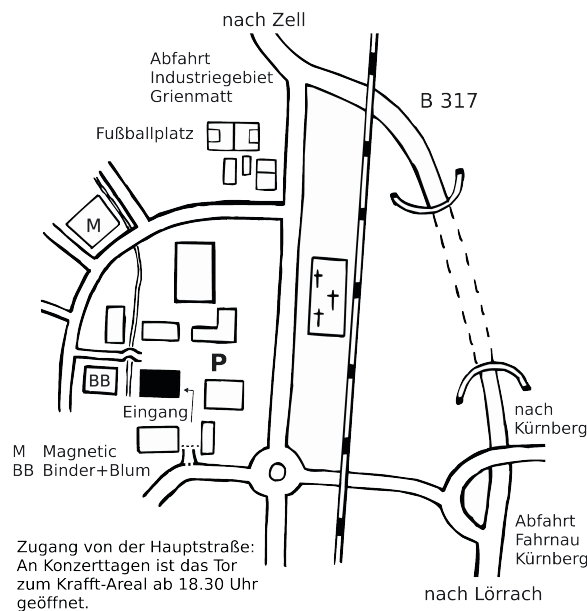 nach Zell
Abfahrt
Industriegebiet
Grienmatt
B 317
Fußballplatz
M
P
BB
Eingang
nach
Kürnberg
M Magnetic
BB Binder+Blum
Abfahrt
Fahrnau
Kürnberg
Zugang von der Hauptstraße:
An Konzerttagen ist das Tor
zum Krafft-Areal ab 18.30 Uhr
geöffnet.
nach Lörrach